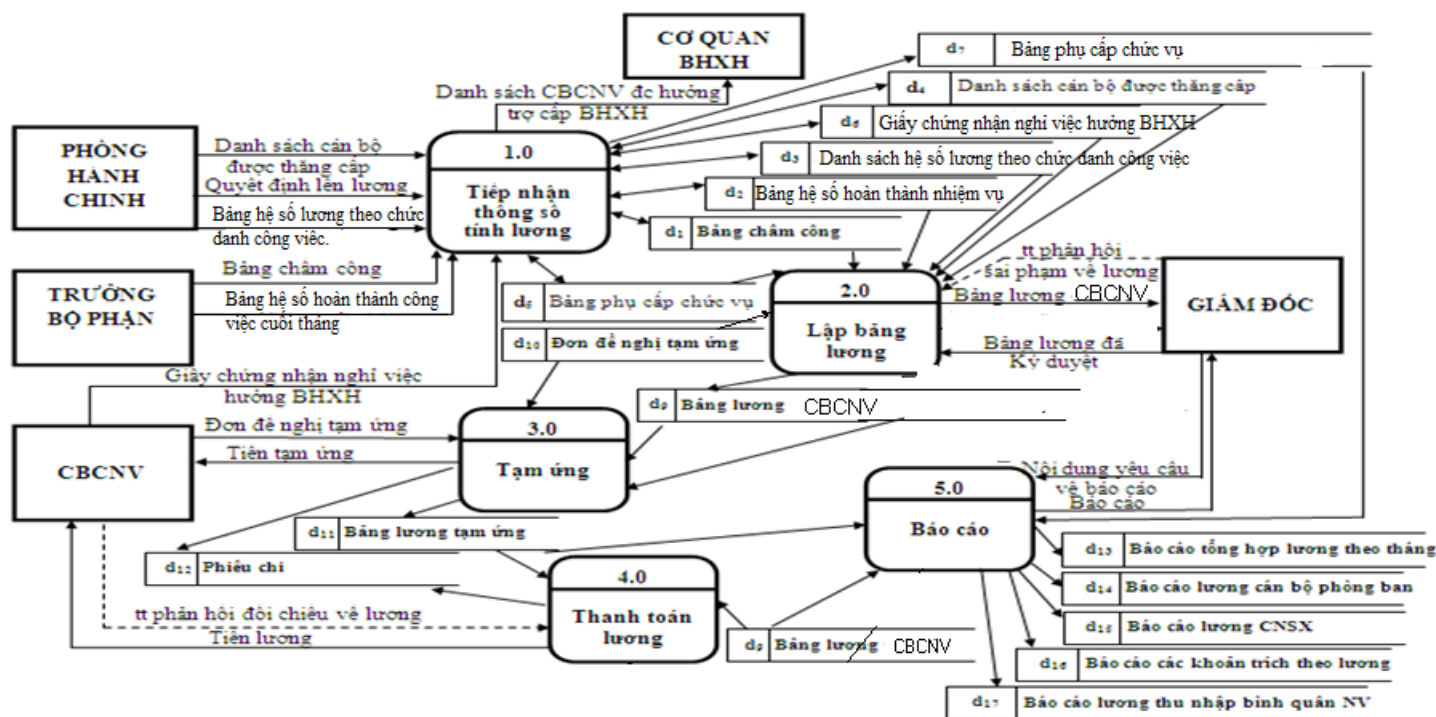 CƠ QUAN
BHXH
d7 Bảng phụ cấp chức vụ
d4 Danh sách cán bộ được thăng cấp
Danh sách CBCNV đc hưởng
trợ cấp BHXH
d6 Giấy chứng nhận nghỉ việc hưởng BHXH
PHÒNG
HÀNH
CHINH
Danh sách cán bộ
được thăng cấp
Quyết định lên lương
Bảng hệ số lương theo chức
danh công việc.
1.0
Tiếp nhận
thông số
tính lương
d3 Danh sách hệ số lương theo chức danh công việc
d2 Bảng hệ số hoàn thành nhiệm vụ
d1 Bảng chấm công
TRƯỞNG
BỘ PHẬN
Bảng chấm công
Bảng hệ số hoàn thành công
việc cuối tháng
d5 Bảng phụ cấp chức vụ
d10 Đơn đề nghị tạm ứng
2.0
Lập bảng
lương
tt phản hồi
sai phạm về lương
Bảng lương CBCNV
Bảng lương đã
Ký duyệt
GIÁM ĐỐC
Giấy chứng nhận nghỉ việc
hưởng BHXH
d9 Bảng lương CBCNV
CBCNV
Đơn đề nghị tạm ứng
Tiền tạm ứng
3.0
Tạm ứng
Nội dung yêu cầu
về báo cáo
Báo cáo
5.0
Báo cáo
d11 Bảng lương tạm ứng
d12 Phiếu chi
4.0
Thanh toán
lương
tt phản hồi đối chiếu về lương
Tiền lương
d9 Bảng lương CBCNV
d13 Báo cáo tổng hợp lương theo tháng
d14 Báo cáo lương cán bộ phòng ban
d15 Báo cáo lương CNSX
d16 Báo cáo các khoản trích theo lương
d17 Báo cáo lương thu nhập bình quân NV